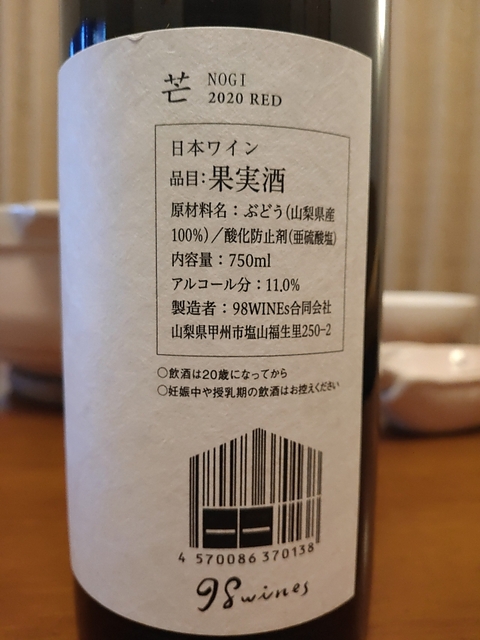 芒 NOGI
2020 RED
日本ワイン
品目:果実酒
原材料名：ぶどう(山梨県産
100%)／酸化防止剤(亜硫酸塩)
内容量：750ml
アルコール分：11.0%
製造者：98WINEs合同会社
山梨県甲州市塩山福生里250-2
○飲酒は20歳になってから
○妊娠中や授乳期の飲酒はお控えください
4 570086 370138
98wines